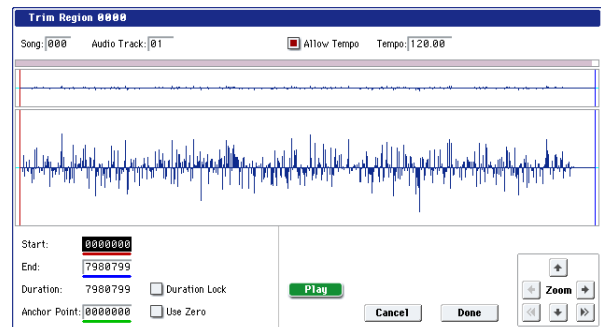 Trim Region 0000
Song: 000 Audio Track: 01 Allow Tempo Tempo: 120.00
Start: 0000000
End: 7980799
Duration: 7980799 Duration Lock Play Zoom
Anchor Point: 0000000 Use Zero Cancel Done